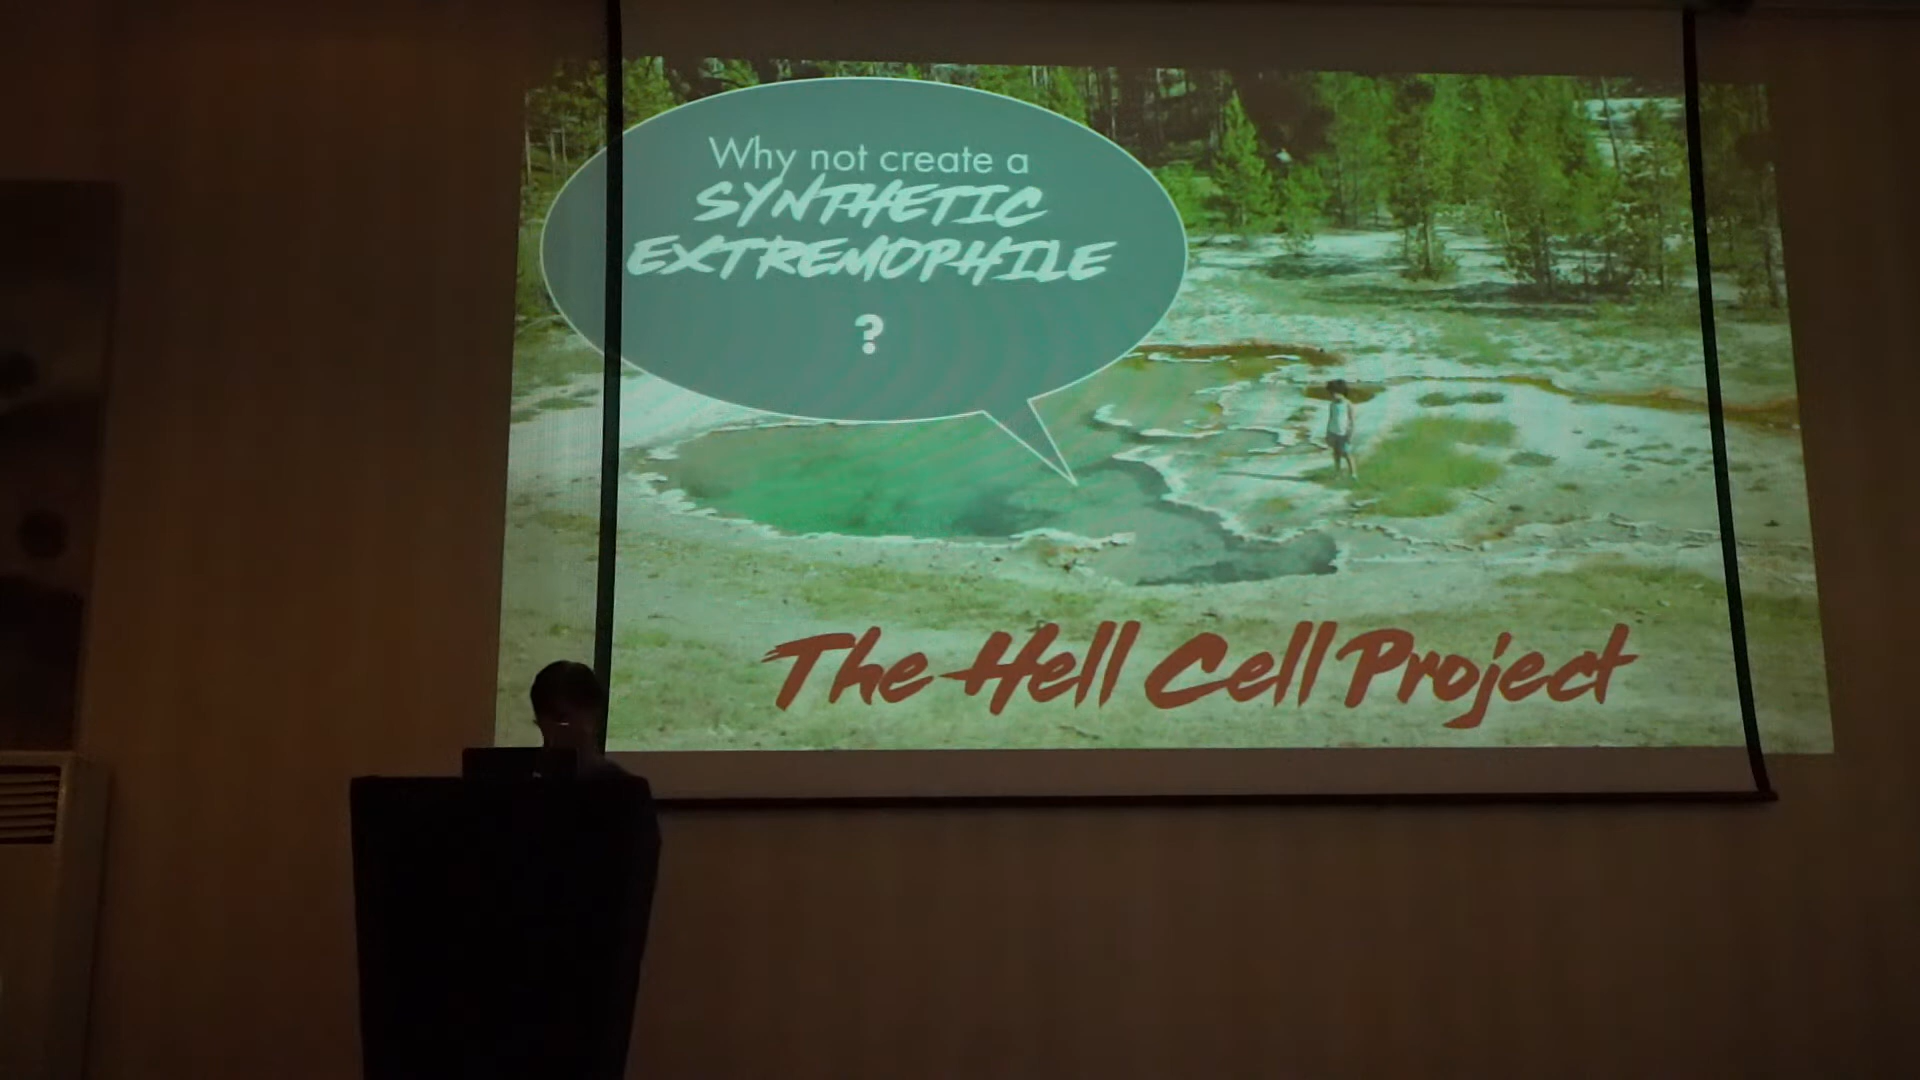 Why not create a
SYNTHETIC
EXTREMOPHILE
?
The Hell Cell Project